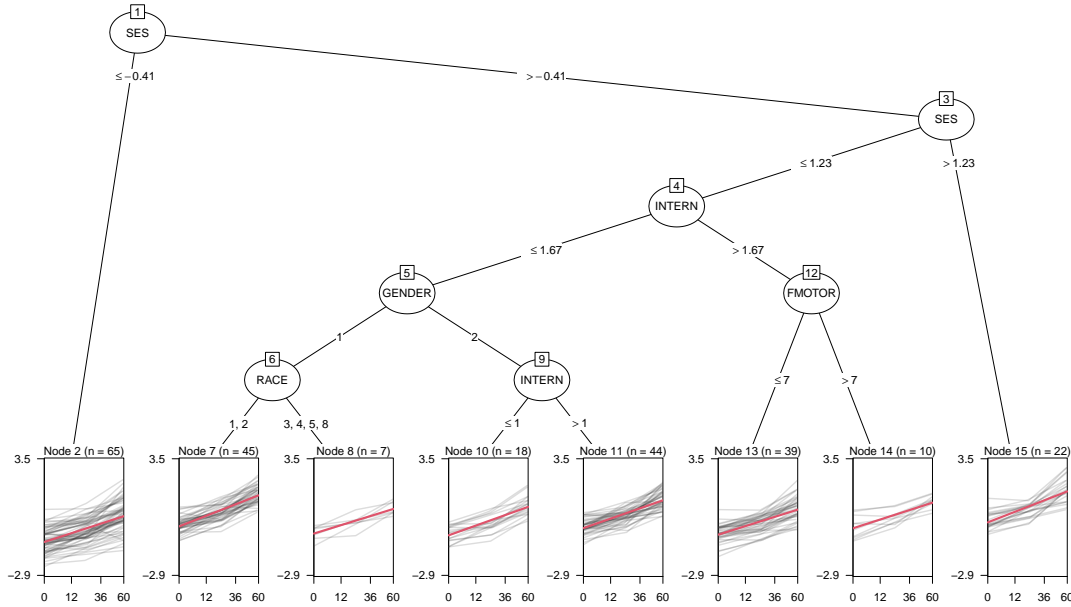 1
SES
≤ −0.41
> −0.41
3
SES
≤ 1.23
> 1.23
4
INTERN
≤ 1.67
> 1.67
5
GENDER
12
FMOTOR
1
2
≤ 7
> 7
6
RACE
9
INTERN
1, 2
3, 4, 5, 8
≤ 1
> 1
Node 2 (n = 65)
Node 7 (n = 45)
Node 8 (n = 7)
Node 10 (n = 18)
Node 11 (n = 44)
Node 13 (n = 39)
Node 14 (n = 10)
Node 15 (n = 22)
3.5 3.5 3.5 3.5 3.5 3.5 3.5 3.5
−2.9 −2.9 −2.9 −2.9 −2.9 −2.9 −2.9 −2.9
0 12 36 60 0 12 36 60 0 12 36 60 0 12 36 60 0 12 36 60 0 12 36 60 0 12 36 60 0 12 36 60